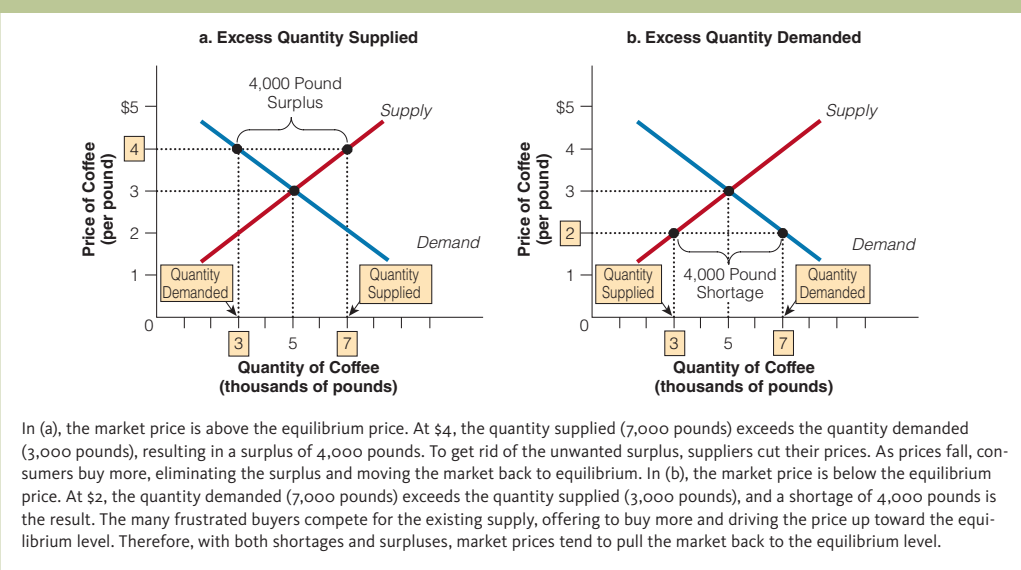 a. Excess Quantity Supplied
4,000 Pound
Surplus
Supply
$5
4
3
2
1
0
Price of Coffee
(per pound)
Demand
Quantity
Demanded
Quantity
Supplied
3
5
7
Quantity of Coffee
(thousands of pounds)
b. Excess Quantity Demanded
Supply
$5
4
3
2
1
0
Price of Coffee
(per pound)
Demand
Quantity
Supplied
4,000 Pound
Shortage
Quantity
Demanded
3
5
7
Quantity of Coffee
(thousands of pounds)
In (a), the market price is above the equilibrium price. At $4, the quantity supplied (7,000 pounds) exceeds the quantity demanded
(3,000 pounds), resulting in a surplus of 4,000 pounds. To get rid of the unwanted surplus, suppliers cut their prices. As prices fall, con-
sumers buy more, eliminating the surplus and moving the market back to equilibrium. In (b), the market price is below the equilibrium
price. At $2, the quantity demanded (7,000 pounds) exceeds the quantity supplied (3,000 pounds), and a shortage of 4,000 pounds is
the result. The many frustrated buyers compete for the existing supply, offering to buy more and driving the price up toward the equi-
librium level. Therefore, with both shortages and surpluses, market prices tend to pull the market back to the equilibrium level.